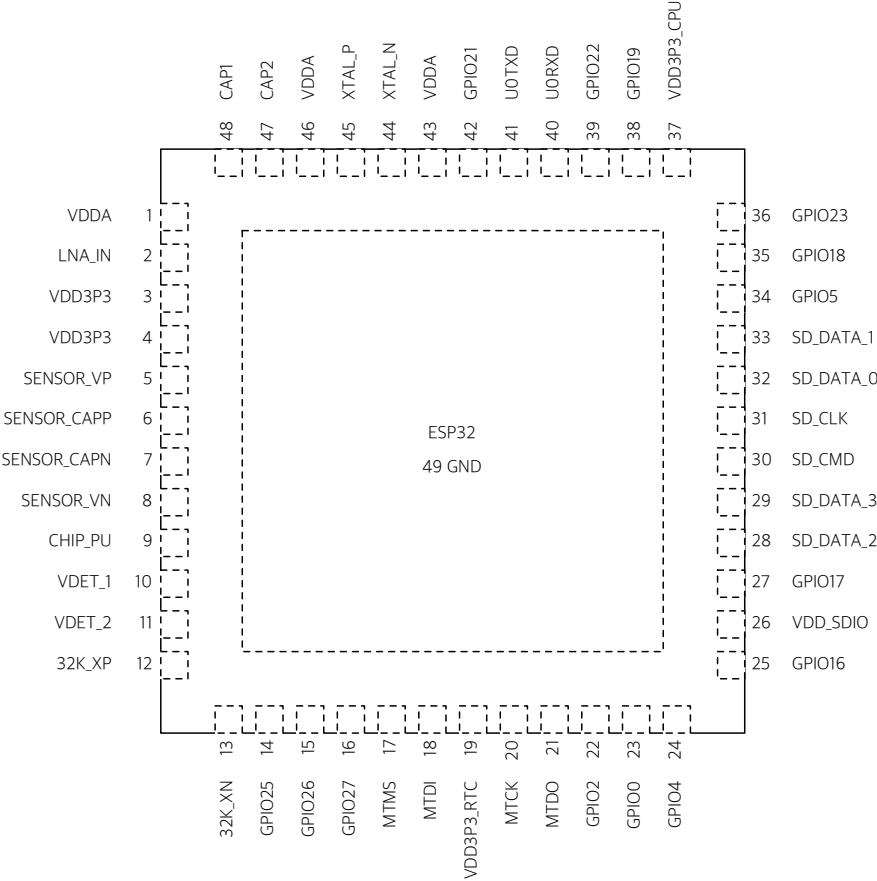 CAP1
CAP2
VDDA
XTAL_P
XTAL_N
VDDA
GPIO21
U0TXD
U0RXD
GPIO22
GPIO19
VDD3P3_CPU
48
47
46
45
44
43
42
41
40
39
38
37
VDDA 1
36 GPIO23
LNA_IN 2
35 GPIO18
VDD3P3 3
34 GPIO5
VDD3P3 4
33 SD_DATA_1
SENSOR_VP 5
32 SD_DATA_0
SENSOR_CAPP 6
31 SD_CLK
ESP32
49 GND
SENSOR_CAPN 7
30 SD_CMD
SENSOR_VN 8
29 SD_DATA_3
CHIP_PU 9
28 SD_DATA_2
VDET_1 10
27 GPIO17
VDET_2 11
26 VDD_SDIO
32K_XP 12
25 GPIO16
13
14
15
16
17
18
19
20
21
22
23
24
32K_XN
GPIO25
GPIO26
GPIO27
MTMS
MTDI
VDD3P3_RTC
MTCK
MTDO
GPIO2
GPIO0
GPIO4